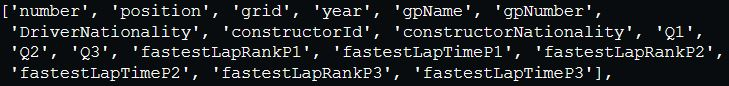 ['number', 'position', 'grid', 'year', 'gpName', 'gpNumber',
'DriverNationality', 'constructorId', 'constructorNationality', 'Q1',
'Q2', 'Q3', 'fastestLapRankP1', 'fastestLapTimeP1', 'fastestLapRankP2',
'fastestLapTimeP2', 'fastestLapRankP3', 'fastestLapTimeP3'],